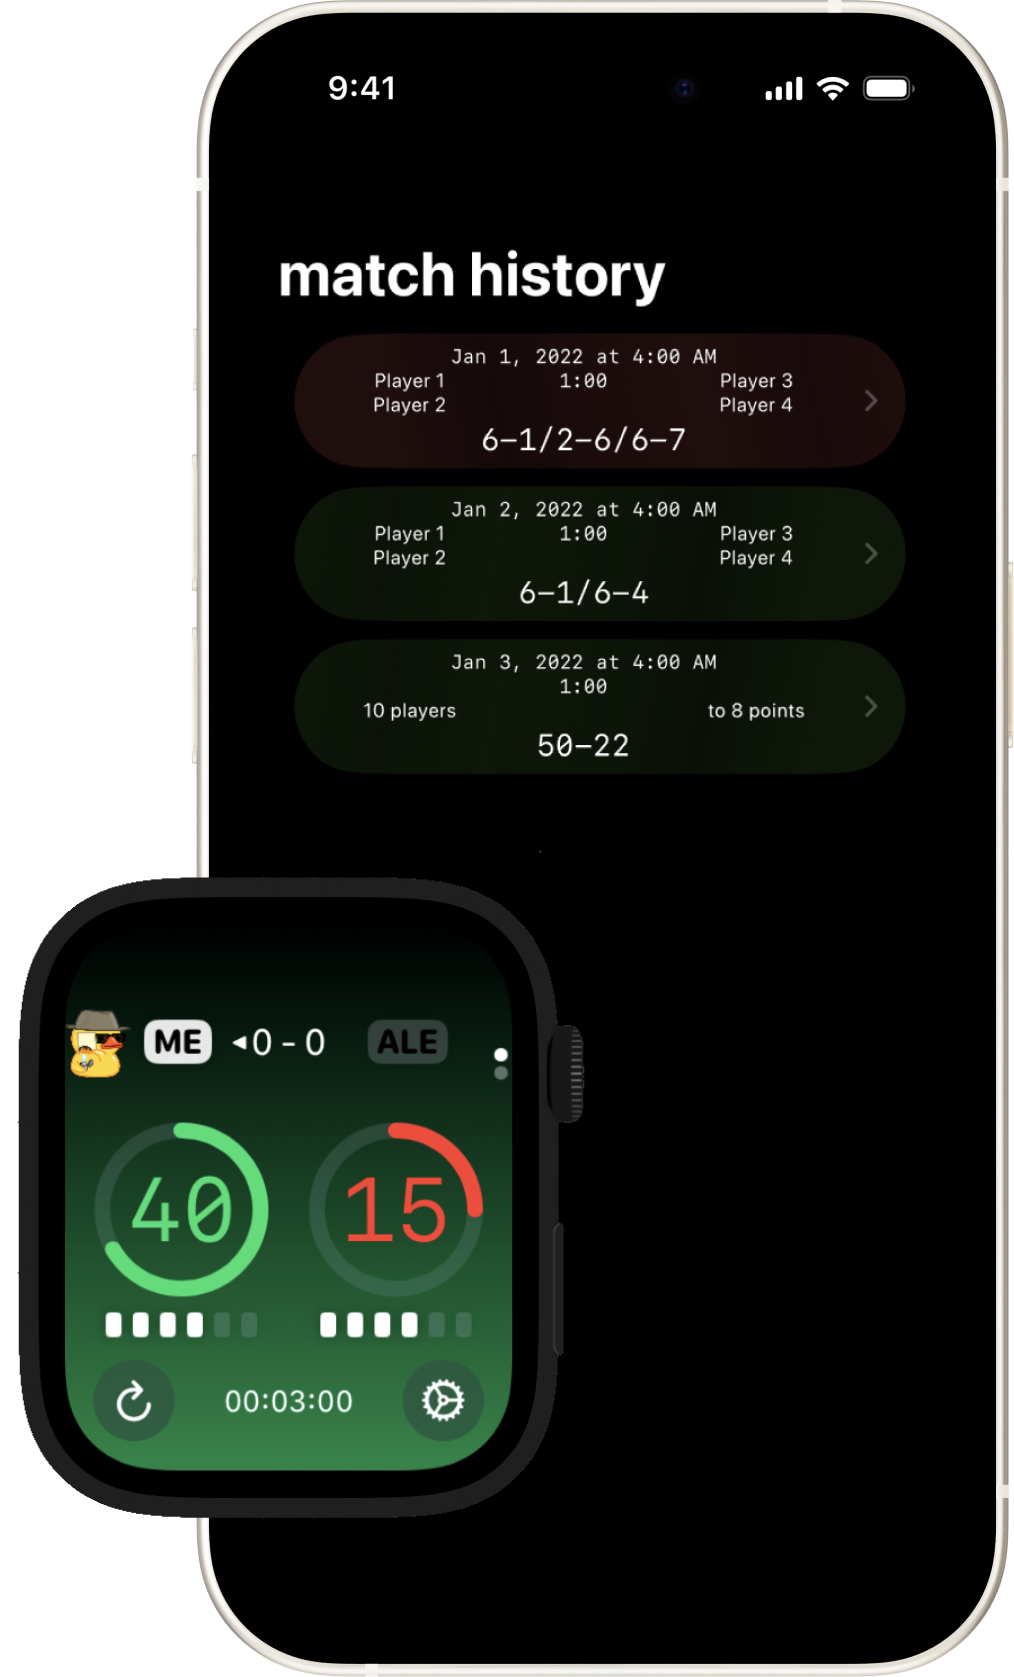 9:41
match history
Jan 1, 2022 at 4:00 AM
Player 1 1:00 Player 3
Player 2 Player 4
6–1/2–6/6–7
Jan 2, 2022 at 4:00 AM
Player 1 1:00 Player 3
Player 2 Player 4
6–1/6–4
Jan 3, 2022 at 4:00 AM
1:00
10 players to 8 points
50–22
ME ◂0 - 0 ALE
40 15
00:03:00